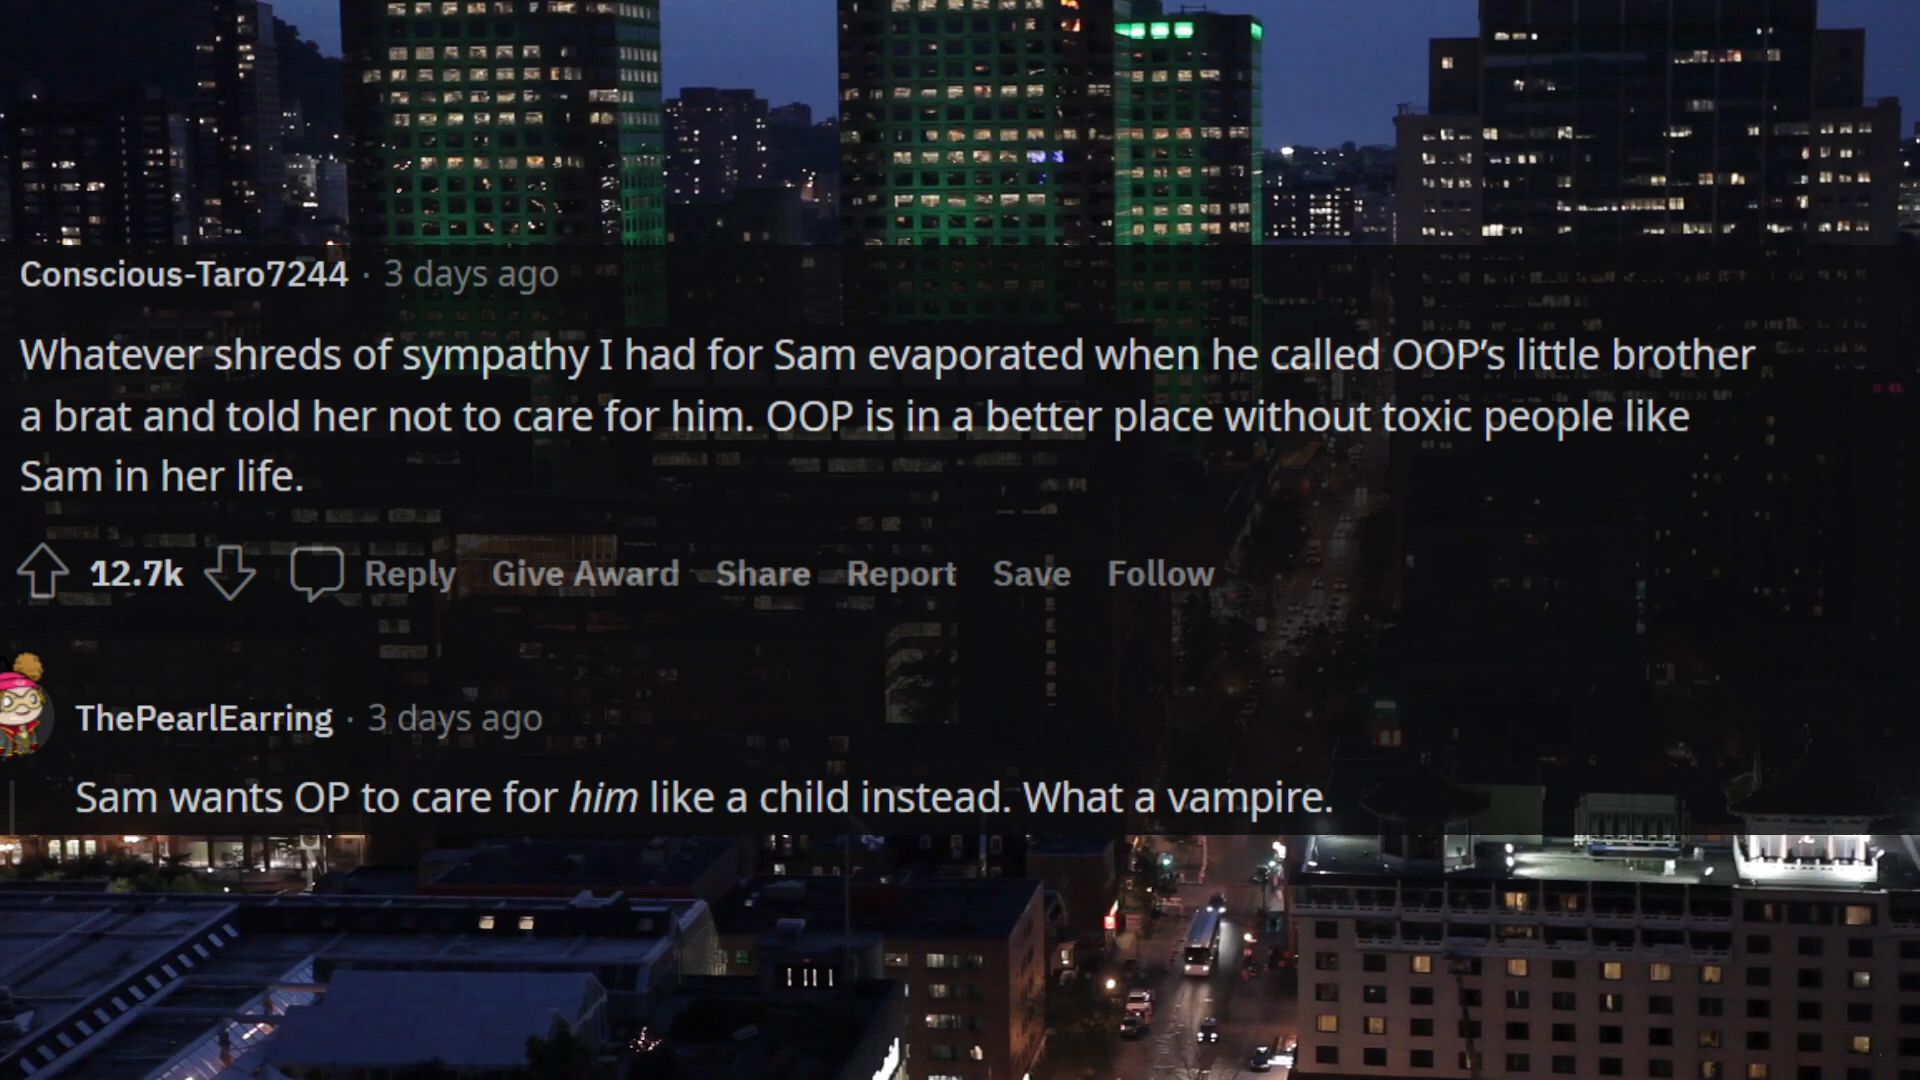 Conscious-Taro7244 · 3 days ago
Whatever shreds of sympathy I had for Sam evaporated when he called OOP’s little brother
a brat and told her not to care for him. OOP is in a better place without toxic people like
Sam in her life.
12.7k Reply Give Award Share Report Save Follow
ThePearlEarring · 3 days ago
Sam wants OP to care for him like a child instead. What a vampire.